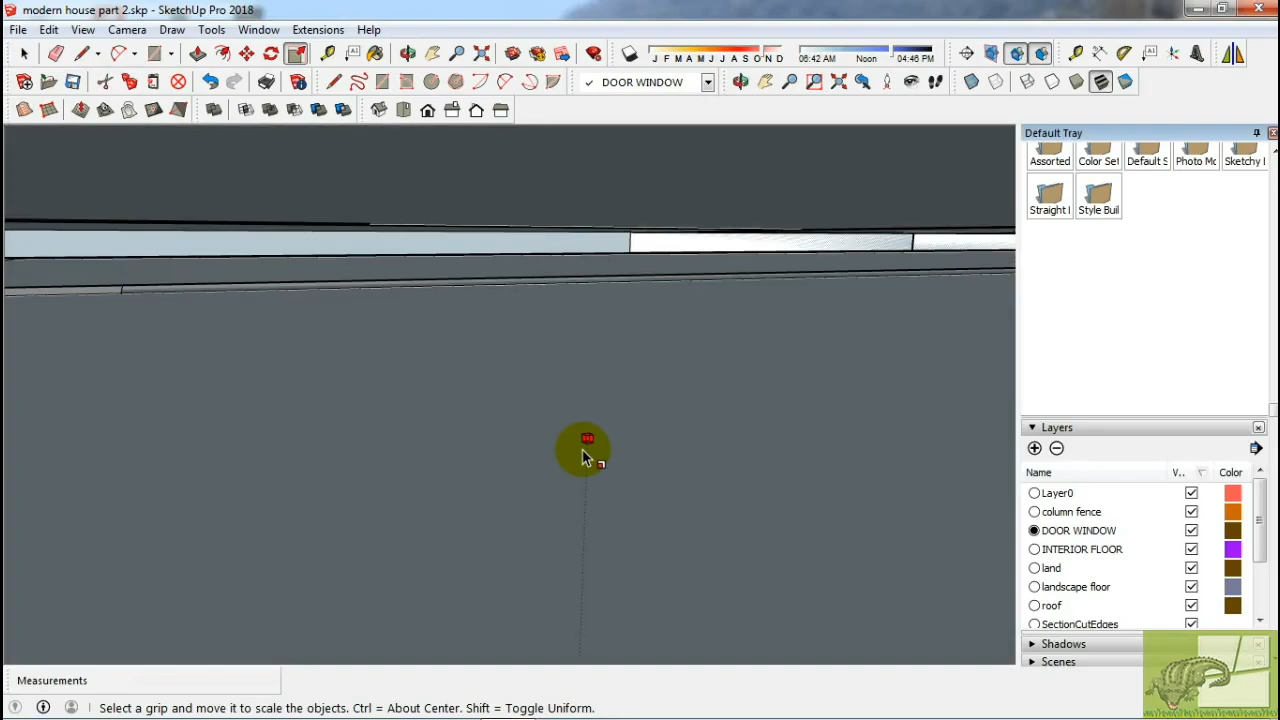 modern house part 2.skp - SketchUp Pro 2018
File Edit View Camera Draw Tools Window Extensions Help
J F M A M J J A S O N D
06:42 AM Noon 04:46 PM
DOOR WINDOW
Default Tray
Assorted Color Set Default S Photo Mo Sketchy I
Straight l Style Buil
Layers
Name V.. Color
Layer0
column fence
DOOR WINDOW
INTERIOR FLOOR
land
landscape floor
roof
SectionCutEdges
Shadows
Scenes
Measurements
Select a grip and move it to scale the objects. Ctrl = About Center. Shift = Toggle Uniform.